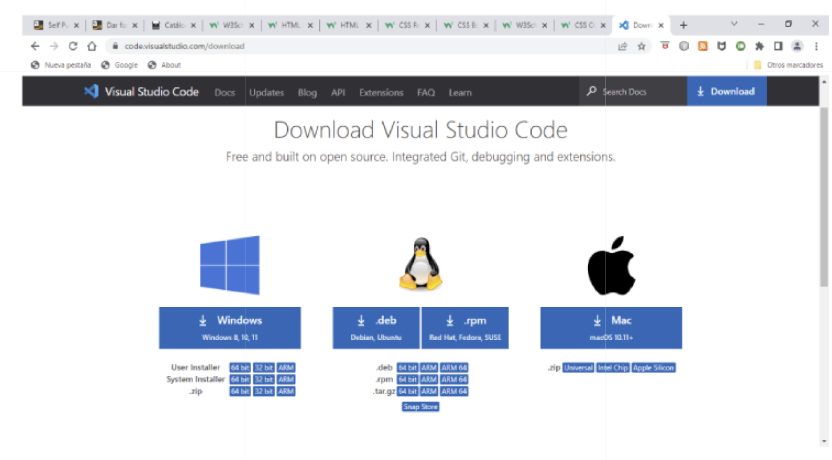 Self Pu
Dar fo
Catálo
W3Sc
HTML
HTML
CSS Re
CSS B
W3Sc
CSS C
Down
code.visualstudio.com/download
Nueva pestaña Google About Otros marcadores
Visual Studio Code Docs Updates Blog API Extensions FAQ Learn Search Docs Download
Download Visual Studio Code
Free and built on open source. Integrated Git, debugging and extensions.
Windows
Windows 8, 10, 11
.deb
Debian, Ubuntu
.rpm
Red Hat, Fedora, SUSE
Mac
macOS 10.11+
User Installer 64 bit 32 bit ARM
System Installer 64 bit 32 bit ARM
.zip 64 bit 32 bit ARM
.deb 64 bit ARM ARM 64
.rpm 64 bit ARM ARM 64
.tar.gz 64 bit ARM ARM 64
Snap Store
.zip Universal Intel Chip Apple Silicon